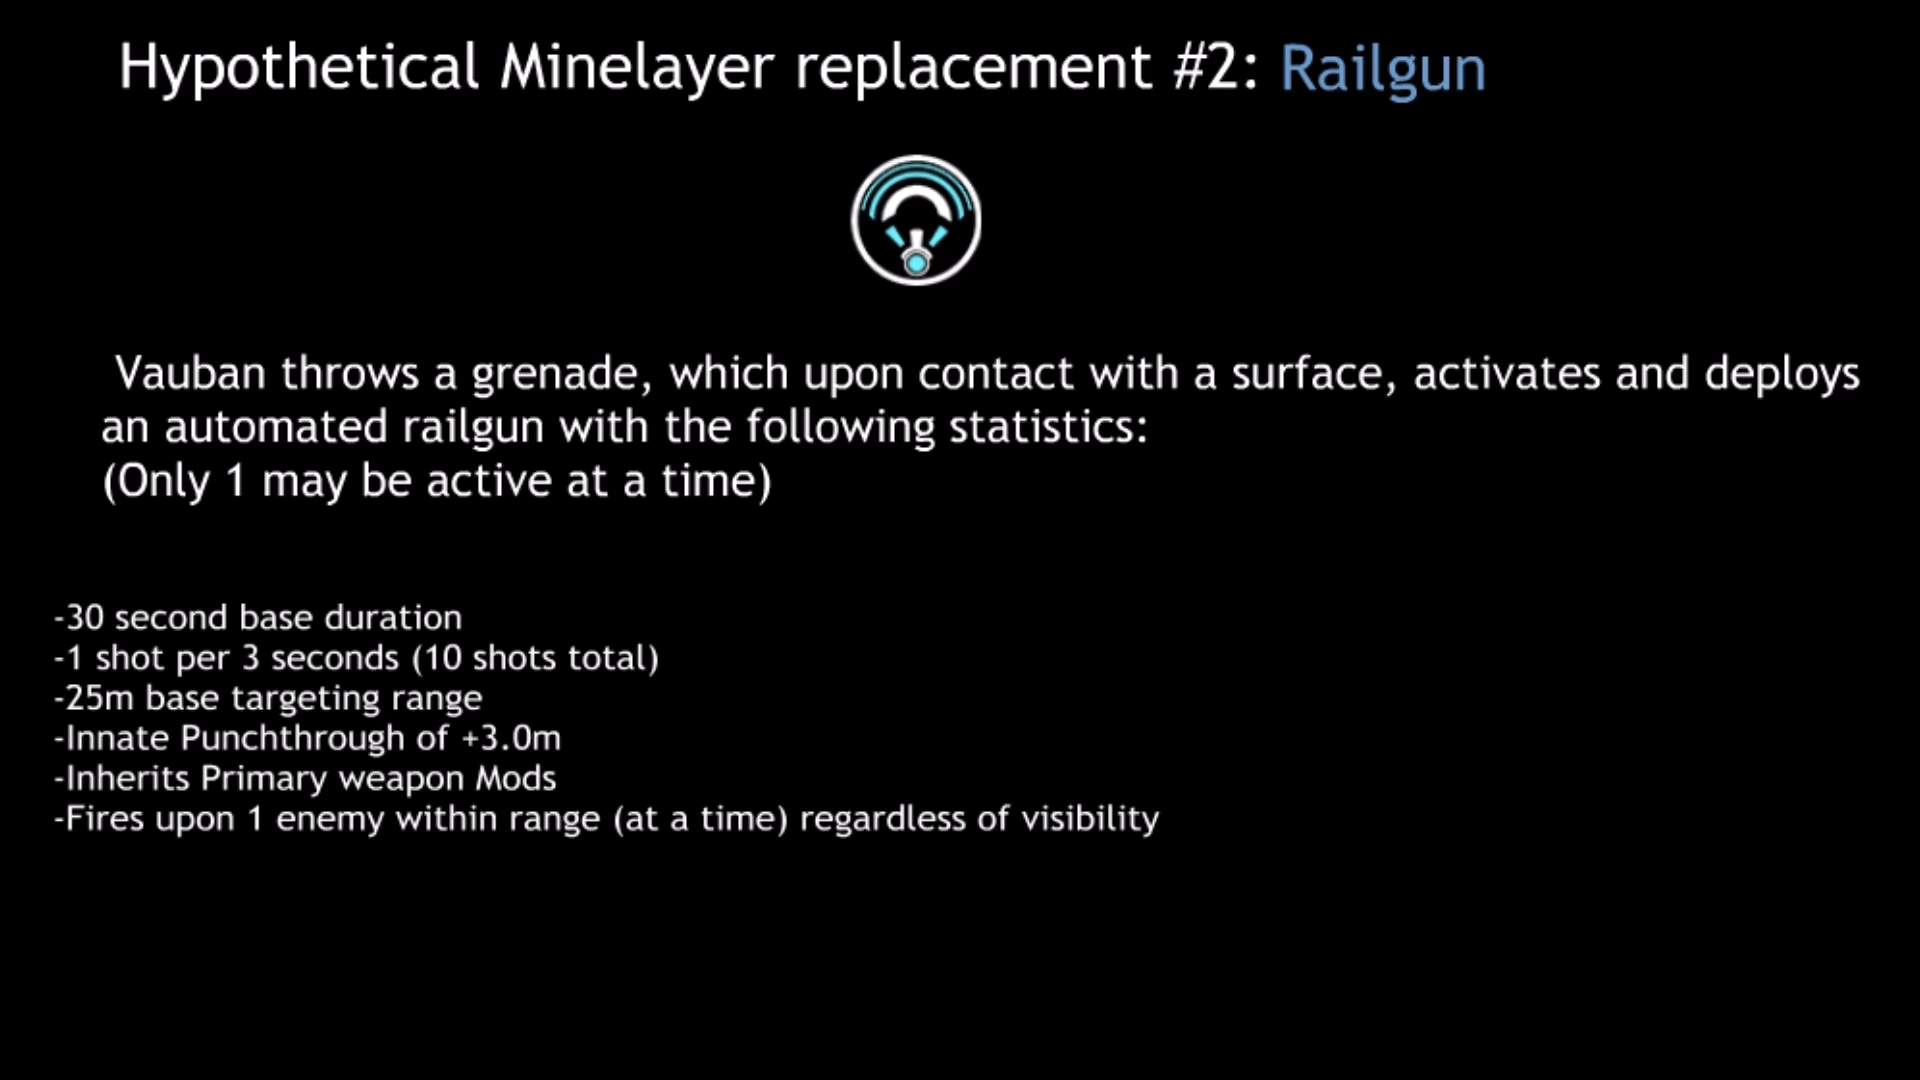 Hypothetical Minelayer replacement #2: Railgun
Vauban throws a grenade, which upon contact with a surface, activates and deploys
an automated railgun with the following statistics:
(Only 1 may be active at a time)
-30 second base duration
-1 shot per 3 seconds (10 shots total)
-25m base targeting range
-Innate Punchthrough of +3.0m
-Inherits Primary weapon Mods
-Fires upon 1 enemy within range (at a time) regardless of visibility